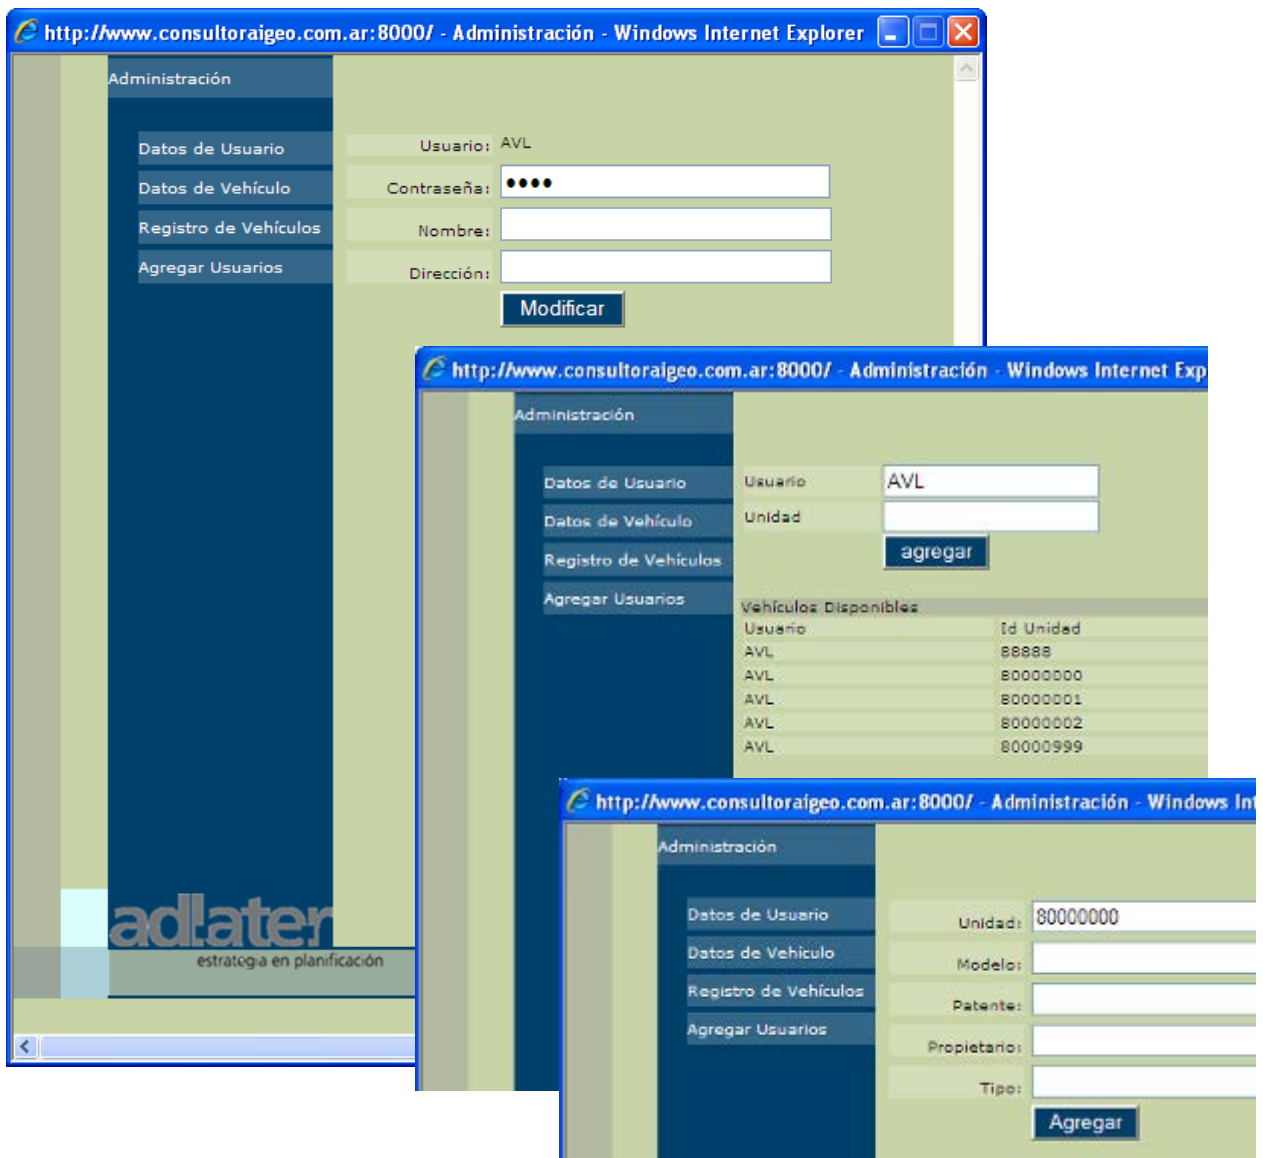 http://www.consultoraigeo.com.ar:8000/ - Administración - Windows Internet Explorer
Administración
Datos de Usuario
Datos de Vehículo
Registro de Vehículos
Agregar Usuarios
Usuario: AVL
Contraseña: ••••
Nombre:
Dirección:
Modificar
adlater
estrategia en planificación
http://www.consultoraigeo.com.ar:8000/ - Administración - Windows Internet Exp
Administración
Datos de Usuario
Datos de Vehículo
Registro de Vehículos
Agregar Usuarios
Usuario AVL
Unidad
agregar
Vehículos Disponibles
Usuario Id Unidad
AVL 88888
AVL 80000000
AVL 80000001
AVL 80000002
AVL 80000999
http://www.consultoraigeo.com.ar:8000/ - Administración - Windows Int
Administración
Datos de Usuario
Datos de Vehículo
Registro de Vehículos
Agregar Usuarios
Unidad: 80000000
Modelo:
Patente:
Propietario:
Tipo:
Agregar